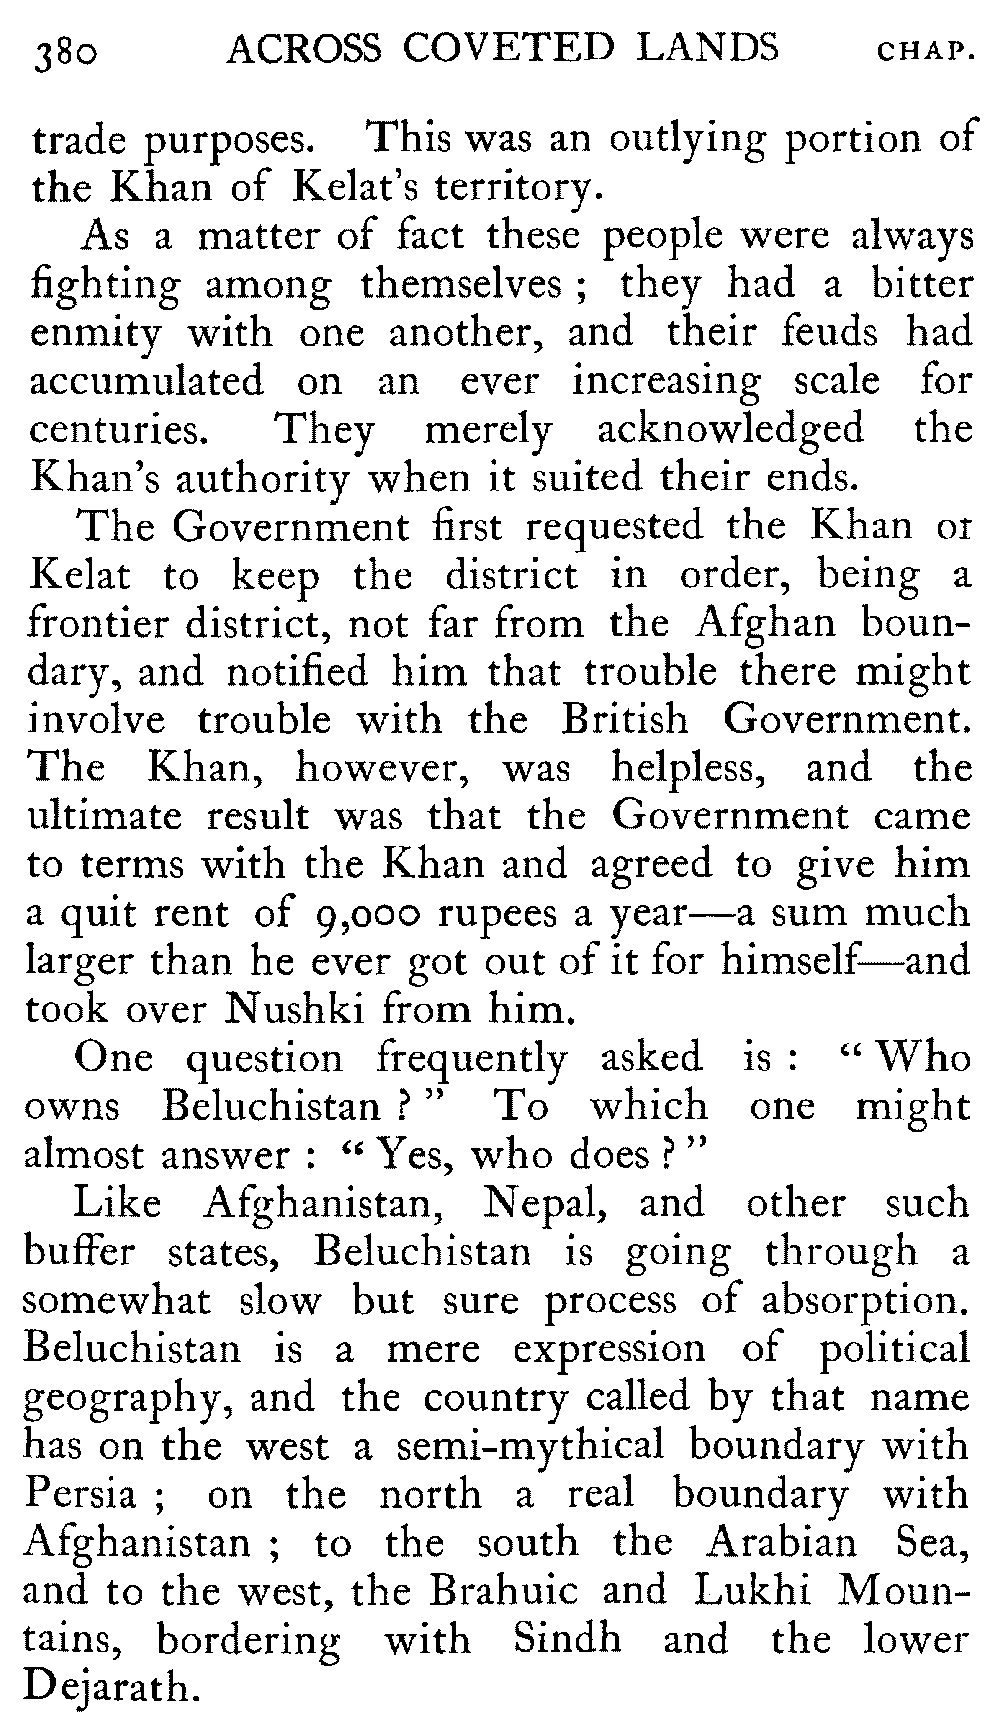 380 ACROSS COVETED LANDS CHAP.
trade purposes. This was an outlying portion of
the Khan of Kelat's territory.
As a matter of fact these people were always
fighting among themselves ; they had a bitter
enmity with one another, and their feuds had
accumulated on an ever increasing scale for
centuries. They merely acknowledged the
Khan's authority when it suited their ends.
The Government first requested the Khan or
Kelat to keep the district in order, being a
frontier district, not far from the Afghan boun-
dary, and notified him that trouble there might
involve trouble with the British Government.
The Khan, however, was helpless, and the
ultimate result was that the Government came
to terms with the Khan and agreed to give him
a quit rent of 9,000 rupees a year—a sum much
larger than he ever got out of it for himself—and
took over Nushki from him.
One question frequently asked is : “ Who
owns Beluchistan ? ” To which one might
almost answer : “ Yes, who does ? ”
Like Afghanistan, Nepal, and other such
buffer states, Beluchistan is going through a
somewhat slow but sure process of absorption.
Beluchistan is a mere expression of political
geography, and the country called by that name
has on the west a semi-mythical boundary with
Persia ; on the north a real boundary with
Afghanistan ; to the south the Arabian Sea,
and to the west, the Brahuic and Lukhi Moun-
tains, bordering with Sindh and the lower
Dejarath.